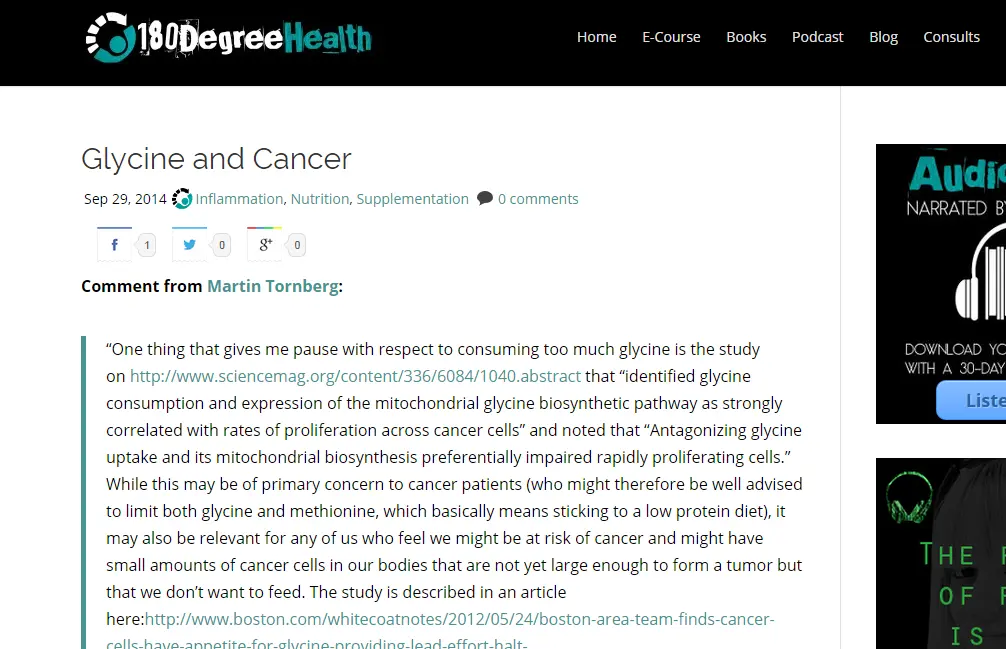 180DegreeHealth
Home E-Course Books Podcast Blog Consults
Glycine and Cancer
Sep 29, 2014 Inflammation, Nutrition, Supplementation 0 comments
f 1 0 g+ 0
Comment from Martin Tornberg:
“One thing that gives me pause with respect to consuming too much glycine is the study
on http://www.sciencemag.org/content/336/6084/1040.abstract that “identified glycine
consumption and expression of the mitochondrial glycine biosynthetic pathway as strongly
correlated with rates of proliferation across cancer cells” and noted that “Antagonizing glycine
uptake and its mitochondrial biosynthesis preferentially impaired rapidly proliferating cells.”
While this may be of primary concern to cancer patients (who might therefore be well advised
to limit both glycine and methionine, which basically means sticking to a low protein diet), it
may also be relevant for any of us who feel we might be at risk of cancer and might have
small amounts of cancer cells in our bodies that are not yet large enough to form a tumor but
that we don’t want to feed. The study is described in an article
here:http://www.boston.com/whitecoatnotes/2012/05/24/boston-area-team-finds-cancer-
cells-have-appetite-for-glycine-providing-lead-effort-halt-
Audio
NARRATED BY
DOWNLOAD YO
WITH A 30-DAY
Liste
THE
OF
IS